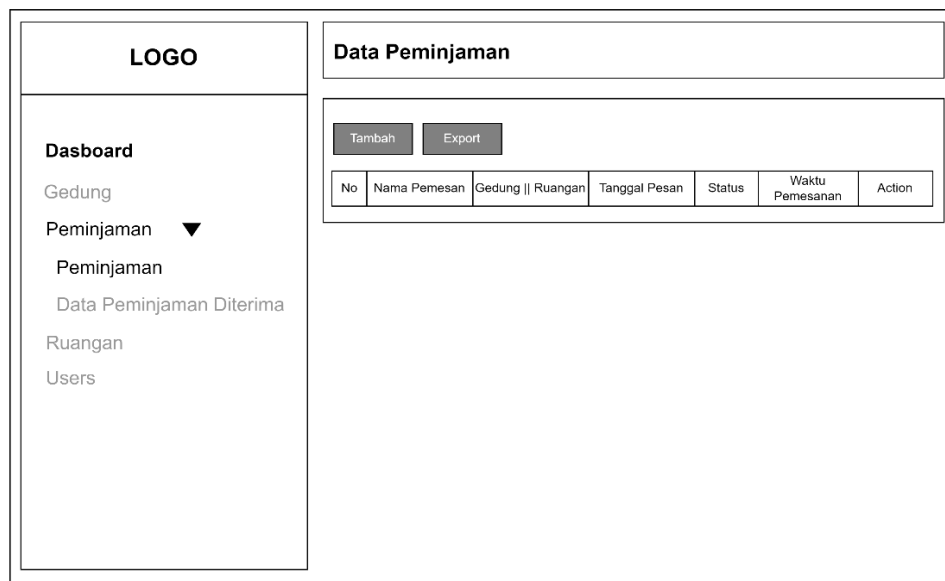 LOGO
Dasboard
Gedung
Peminjaman
Peminjaman
Data Peminjaman Diterima
Ruangan
Users
Data Peminjaman
Tambah Export
No Nama Pemesan Gedung || Ruangan Tanggal Pesan Status Waktu Pemesanan Action